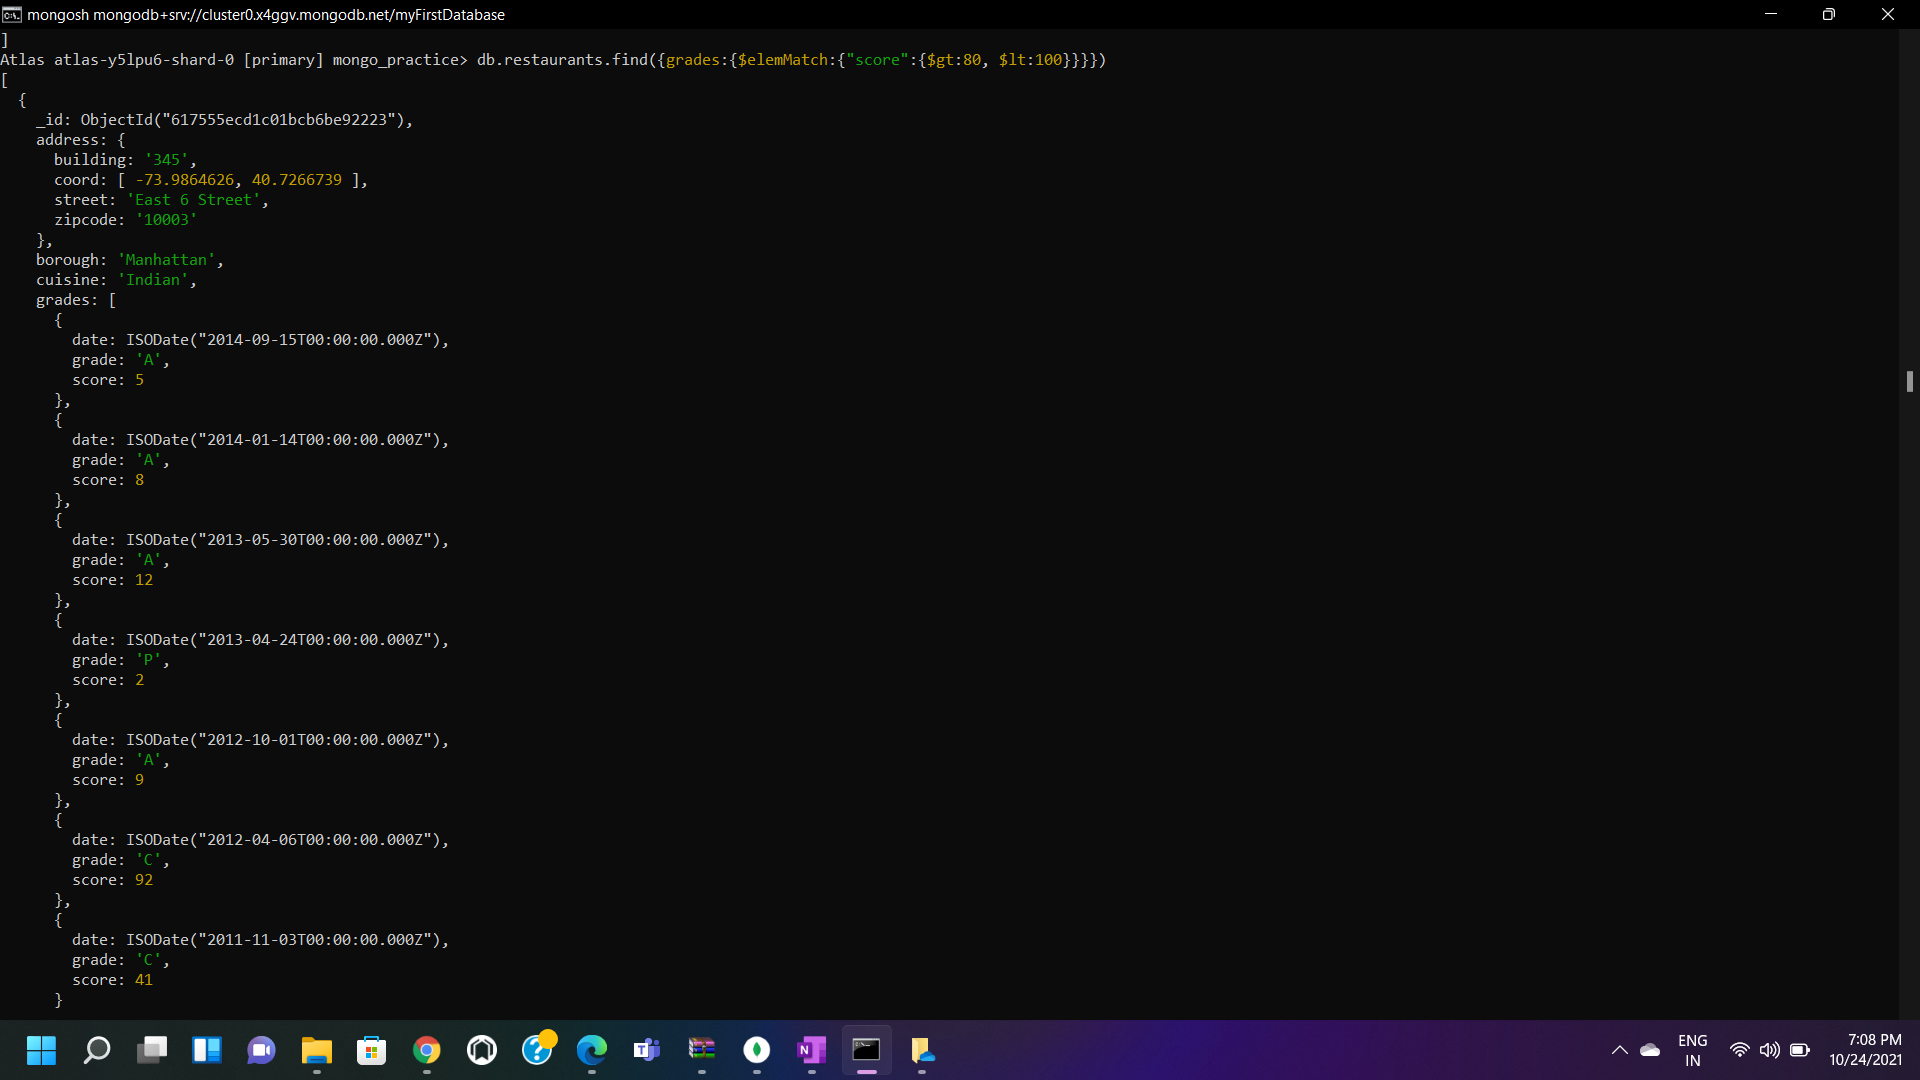 mongosh mongodb+srv://cluster0.x4ggv.mongodb.net/myFirstDatabase
]
Atlas atlas-y5lpu6-shard-0 [primary] mongo_practice> db.restaurants.find({grades:{$elemMatch:{"score":{$gt:80, $lt:100}}}})
[
  {
    _id: ObjectId("617555ecd1c01bcb6be92223"),
    address: {
      building: '345',
      coord: [ -73.9864626, 40.7266739 ],
      street: 'East 6 Street',
      zipcode: '10003'
    },
    borough: 'Manhattan',
    cuisine: 'Indian',
    grades: [
      {
        date: ISODate("2014-09-15T00:00:00.000Z"),
        grade: 'A',
        score: 5
      },
      {
        date: ISODate("2014-01-14T00:00:00.000Z"),
        grade: 'A',
        score: 8
      },
      {
        date: ISODate("2013-05-30T00:00:00.000Z"),
        grade: 'A',
        score: 12
      },
      {
        date: ISODate("2013-04-24T00:00:00.000Z"),
        grade: 'P',
        score: 2
      },
      {
        date: ISODate("2012-10-01T00:00:00.000Z"),
        grade: 'A',
        score: 9
      },
      {
        date: ISODate("2012-04-06T00:00:00.000Z"),
        grade: 'C',
        score: 92
      },
      {
        date: ISODate("2011-11-03T00:00:00.000Z"),
        grade: 'C',
        score: 41
      }
ENG
IN
7:08 PM
10/24/2021